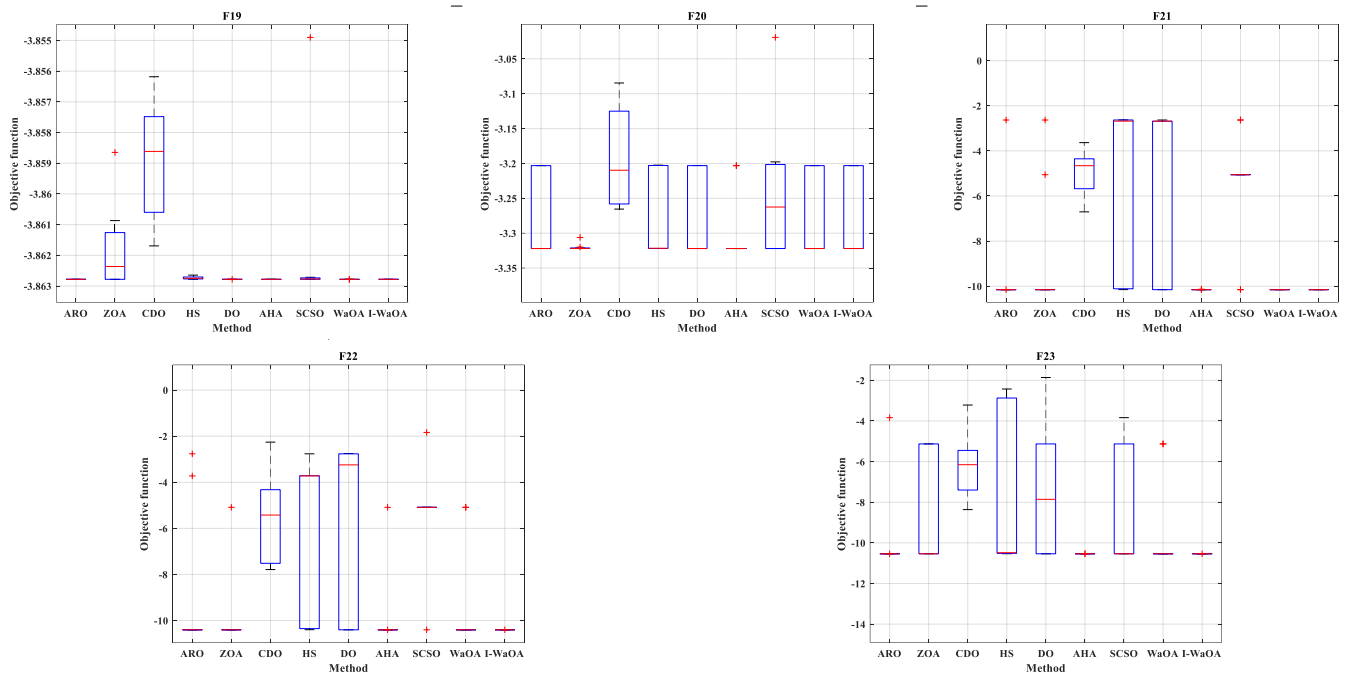 F19
-3.855
-3.856
-3.857
-3.858
-3.859
-3.86
-3.861
-3.862
-3.863
Objective function
ARO ZOA CDO HS DO AHA SCSO WaOA I-WaOA
Method
F20
-3.05
-3.1
-3.15
-3.2
-3.25
-3.3
-3.35
Objective function
ARO ZOA CDO HS DO AHA SCSO WaOA I-WaOA
Method
F21
0
-2
-4
-6
-8
-10
Objective function
ARO ZOA CDO HS DO AHA SCSO WaOA I-WaOA
Method
F22
0
-2
-4
-6
-8
-10
Objective function
ARO ZOA CDO HS DO AHA SCSO WaOA I-WaOA
Method
F23
-2
-4
-6
-8
-10
-12
-14
Objective function
ARO ZOA CDO HS DO AHA SCSO WaOA I-WaOA
Method